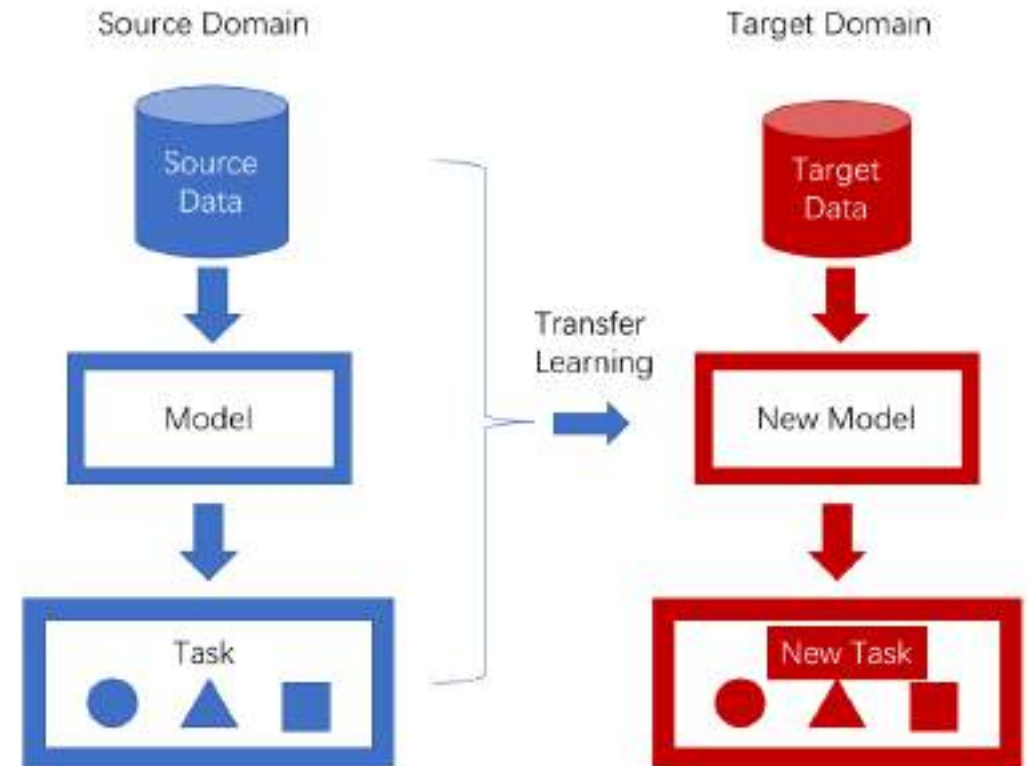 Source Domain
Target Domain
Source
Data
Target
Data
Transfer
Learning
Model
New Model
Task
New Task